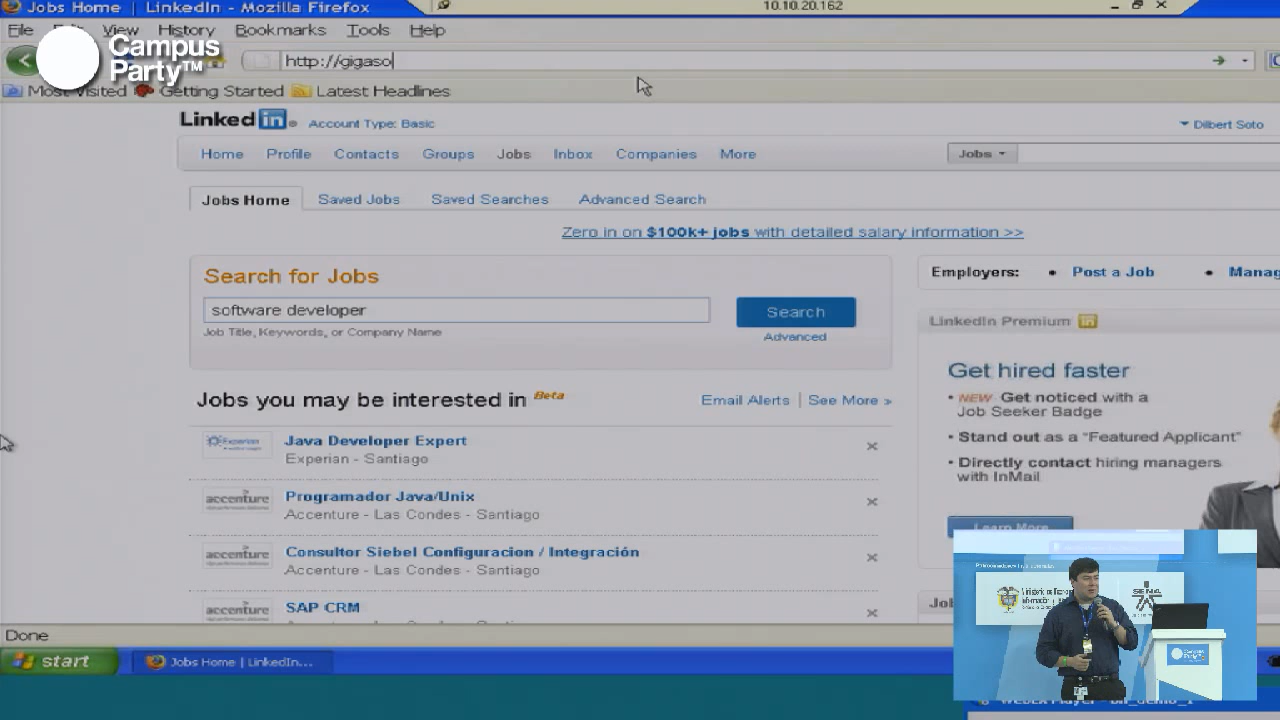 Jobs Home | LinkedIn - Mozilla Firefox
10.10.20.162
File View History Bookmarks Tools Help
Campus
Party™
http://gigaso
Most Visited Getting Started Latest Headlines
Linked in Account Type: Basic
Dilbert Soto
Home Profile Contacts Groups Jobs Inbox Companies More
Jobs
Jobs Home Saved Jobs Saved Searches Advanced Search
Zero in on $100k+ jobs with detailed salary information >>
Search for Jobs
software developer
Search
Job Title, Keywords, or Company Name
Advanced
Employers: • Post a Job •
LinkedIn Premium in
Get hired faster
• NEW Get noticed with a
Job Seeker Badge
• Stand out as a "Featured Applicant"
• Directly contact hiring managers
with InMail
Learn More
Jobs you may be interested in Beta
Email Alerts | See More »
Experian
Java Developer Expert
Experian - Santiago
accenture
Programador Java/Unix
Accenture - Las Condes - Santiago
accenture
Consultor Siebel Configuracion / Integración
Accenture - Las Condes - Santiago
accenture
SAP CRM
Done
start
Jobs Home | LinkedIn...
SENA